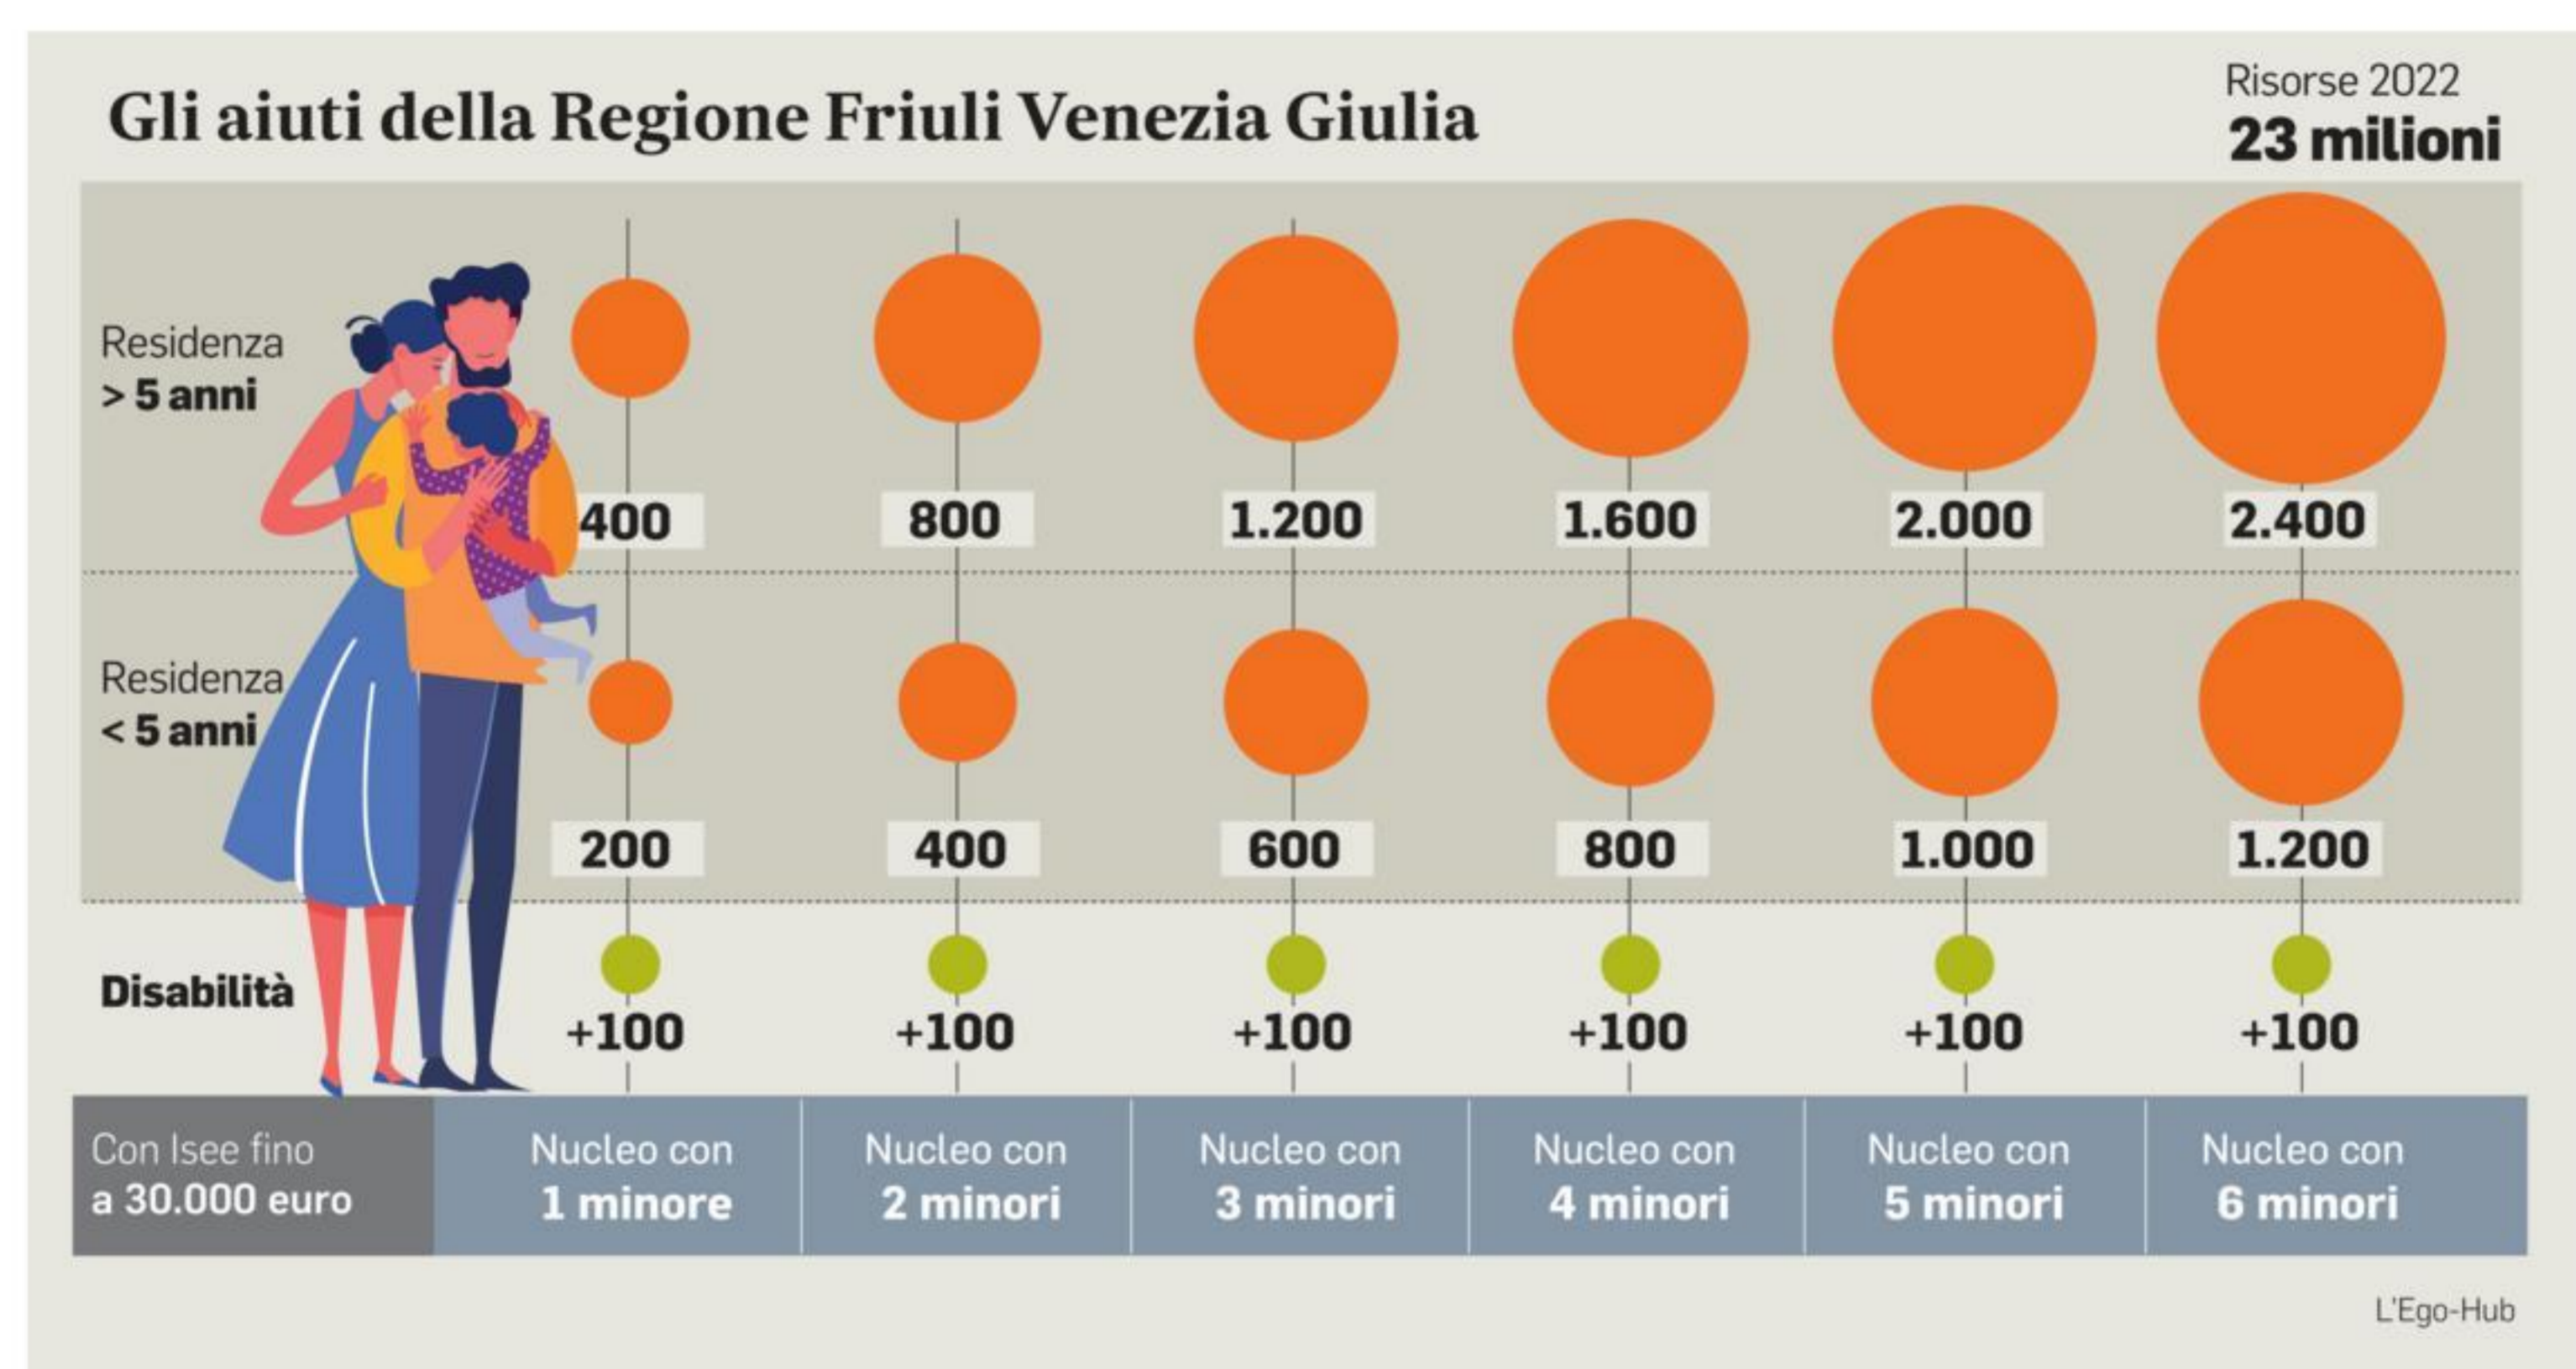 Gli aiuti della Regione Friuli Venezia Giulia
Risorse 2022
23 milioni
Residenza
> 5 anni
400
800
1.200
1.600
2.000
2.400
Residenza
< 5 anni
200
400
600
800
1.000
1.200
Disabilità
+100
+100
+100
+100
+100
+100
Con Isee fino
a 30.000 euro
Nucleo con
1 minore
Nucleo con
2 minori
Nucleo con
3 minori
Nucleo con
4 minori
Nucleo con
5 minori
Nucleo con
6 minori
L'Ego-Hub